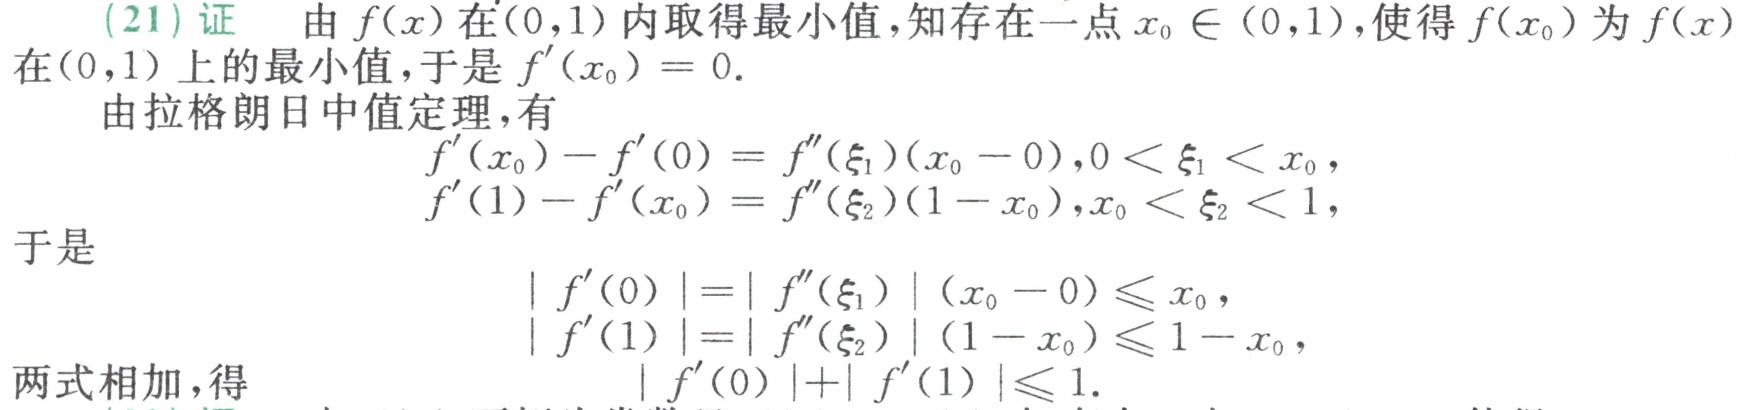 (21) 证 由 f(x) 在(0,1) 内取得最小值,知存在一点 x₀ ∈ (0,1),使得 f(x₀) 为 f(x)
在(0,1) 上的最小值,于是 f′(x₀) = 0.
由拉格朗日中值定理,有
f′(x₀) − f′(0) = f″(ξ₁)(x₀ − 0),0 < ξ₁ < x₀,
f′(1) − f′(x₀) = f″(ξ₂)(1 − x₀),x₀ < ξ₂ < 1,
于是
| f′(0) |=| f″(ξ₁) | (x₀ − 0) ⩽ x₀,
| f′(1) |=| f″(ξ₂) | (1 − x₀) ⩽ 1 − x₀,
两式相加,得 | f′(0) |+| f′(1) |⩽ 1.